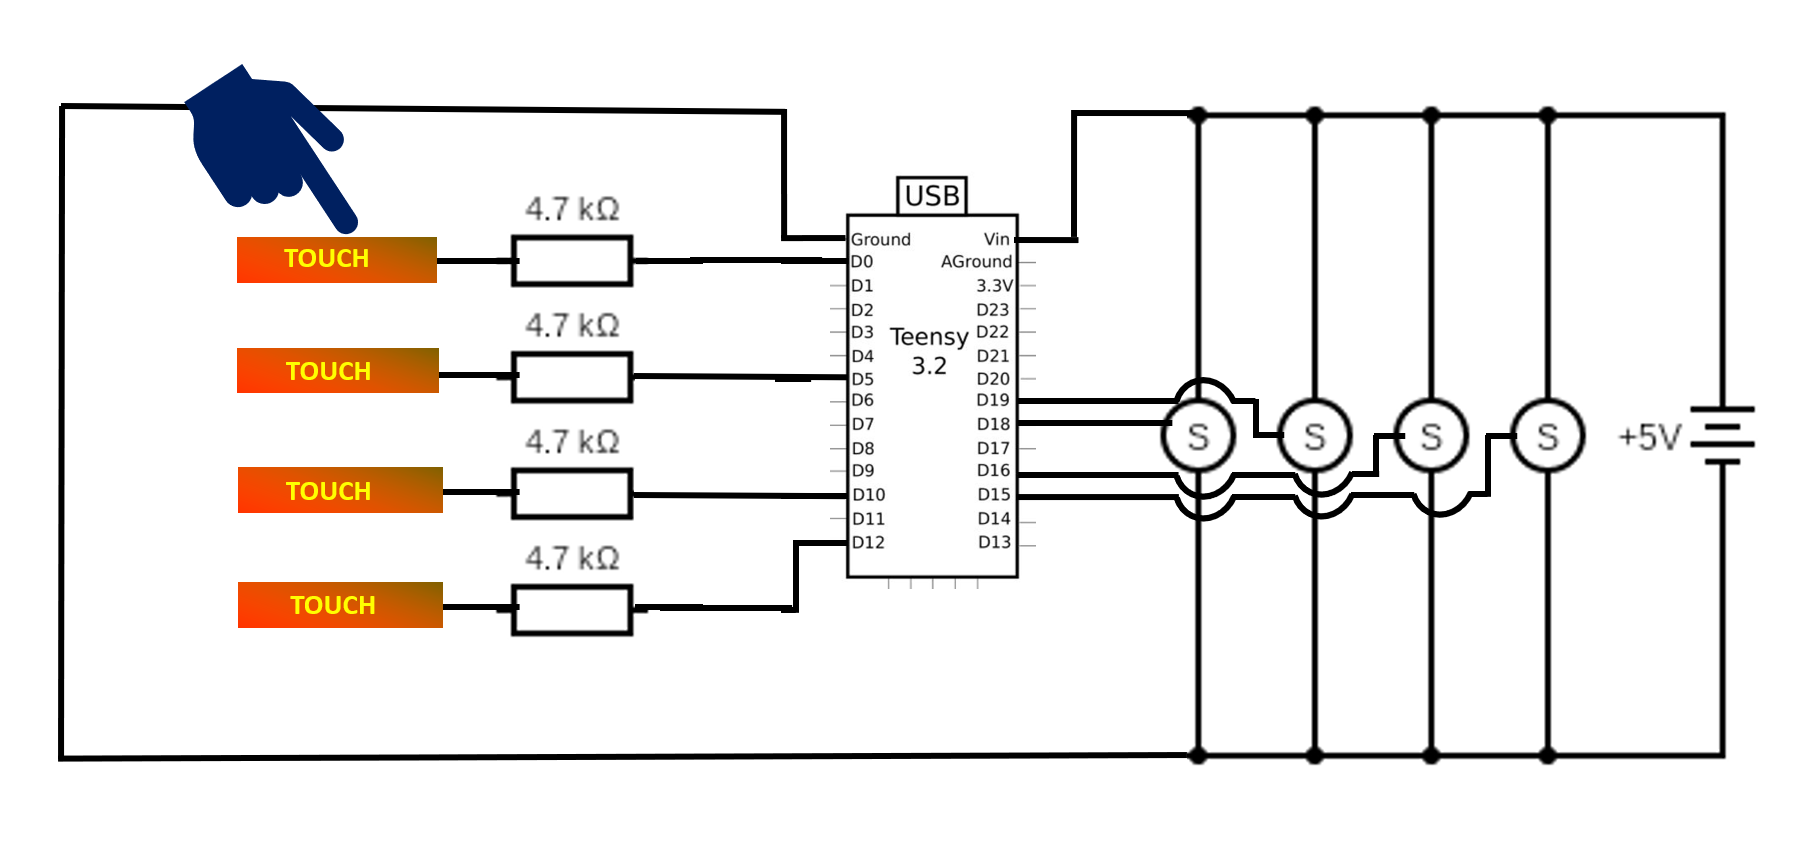 USB
4.7 kΩ
TOUCH
4.7 kΩ
TOUCH
4.7 kΩ
TOUCH
4.7 kΩ
TOUCH
Ground
D0
D1
D2
D3
D4
D5
D6
D7
D8
D9
D10
D11
D12
Teensy
3.2
Vin
AGround
3.3V
D23
D22
D21
D20
D19
D18
D17
D16
D15
D14
D13
S
S
S
S
+5V